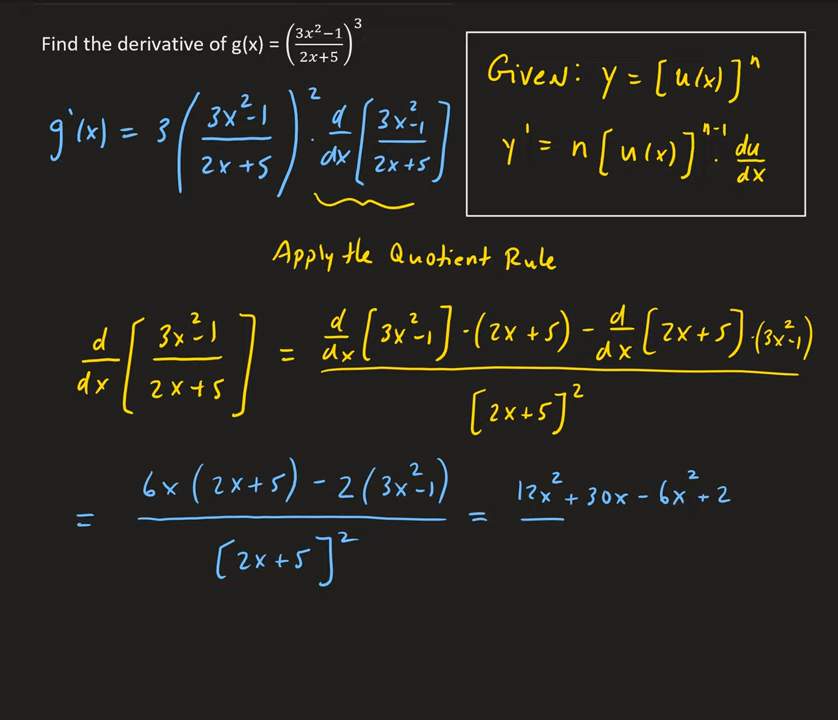 Find the derivative of g(x) = ((3x²−1)/(2x+5))³
g'(x) = 3((3x²-1)/(2x+5))² · d/dx[(3x²-1)/(2x+5)]
Given: y = [u(x)]ⁿ
y' = n[u(x)]ⁿ⁻¹ · du/dx
Apply the Quotient Rule
d/dx[(3x²-1)/(2x+5)] = (d/dx[3x²-1]·(2x+5) - d/dx[2x+5]·(3x²-1))/[2x+5]²
= (6x(2x+5) - 2(3x²-1))/[2x+5]² = 12x² + 30x - 6x² + 2